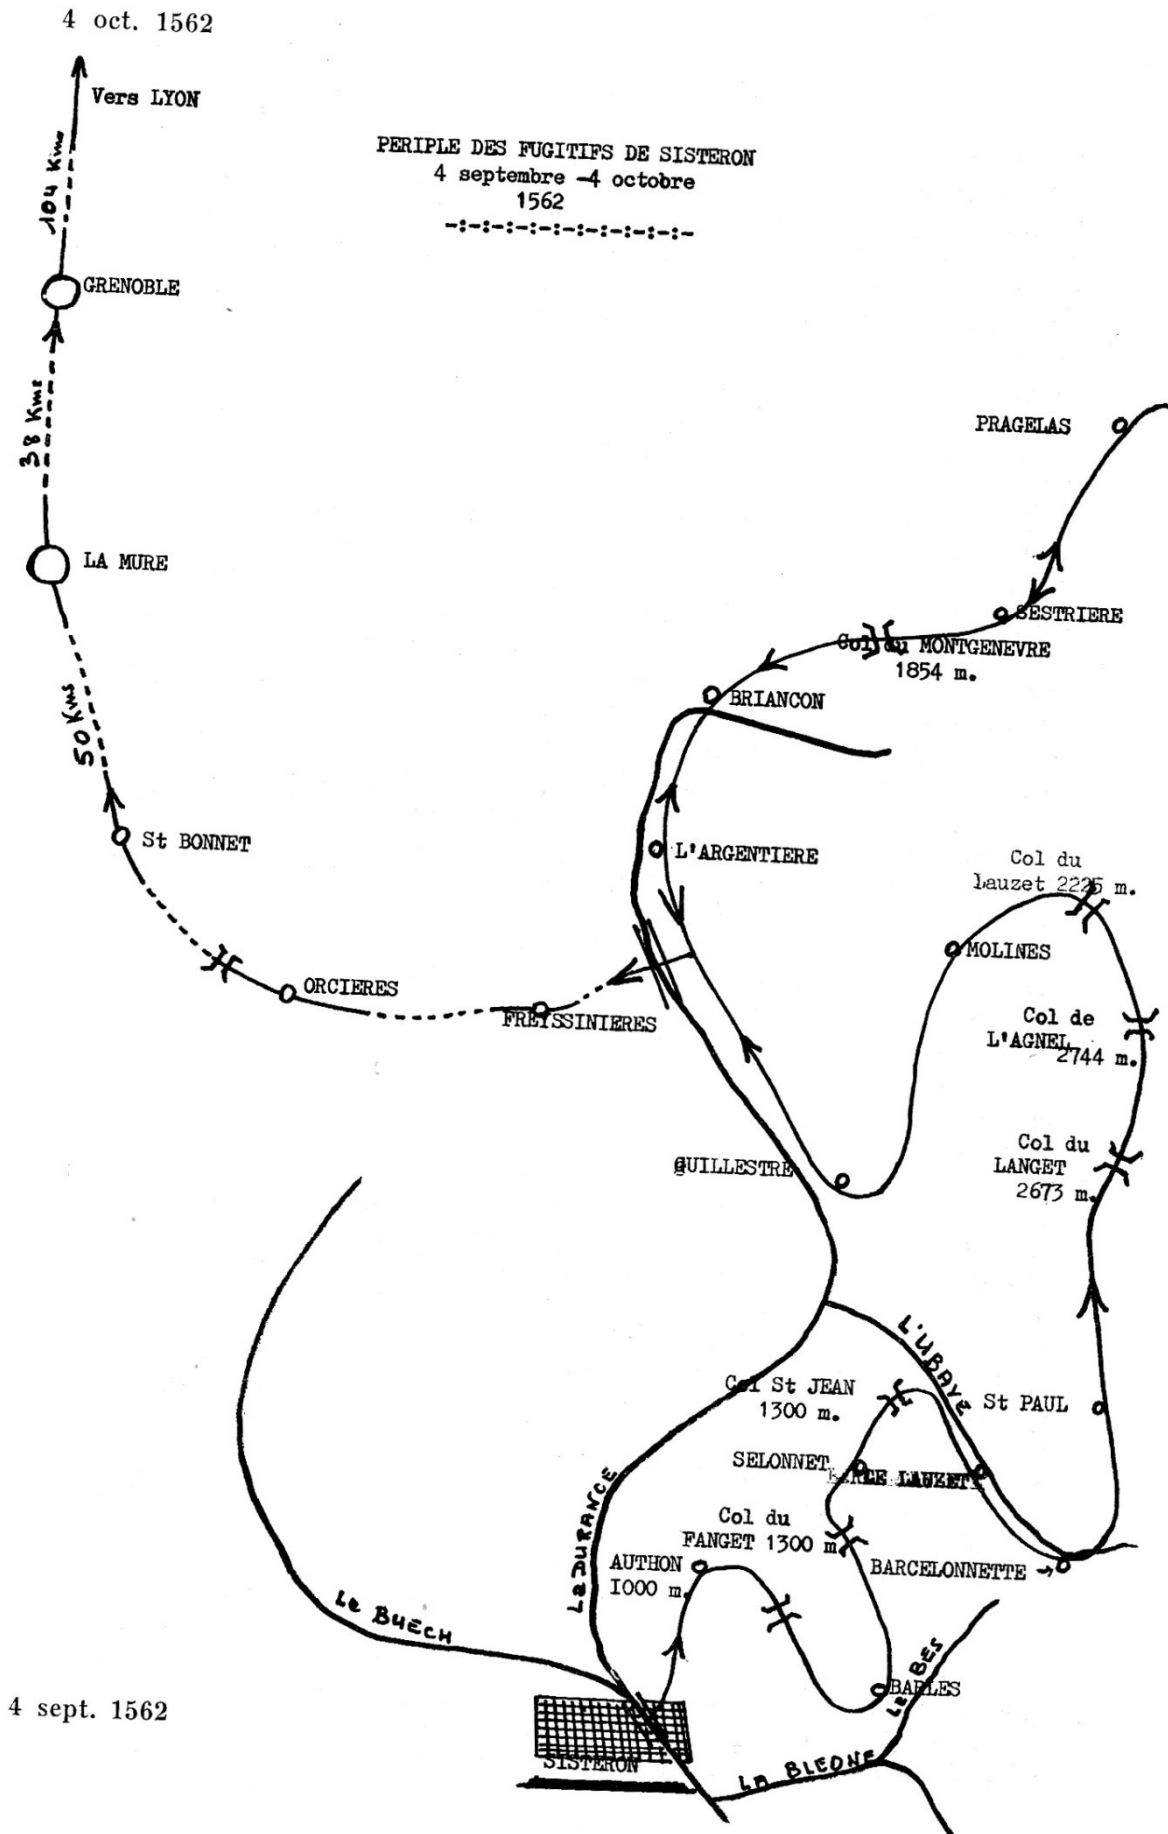 4 oct. 1562
Vers LYON
104 Kms
PERIPLE DES FUGITIFS DE SISTERON
4 septembre -4 octobre
1562
-:-:-:-:-:-:-:-:-:-:-
GRENOBLE
38 Kms
PRAGELAS
LA MURE
SESTRIERE
Col du MONTGENEVRE
1854 m.
BRIANCON
50 Kms
St BONNET
L'ARGENTIERE
Col du
Lauzet 2225 m.
MOLINES
ORCIERES
FREISSINIERES
Col de
L'AGNEL
2744 m.
Col du
LANGET
2673 m.
GUILLESTRE
L'UBAYE
Col St JEAN
1300 m.
St PAUL
SELONNET
LE LAUZET
La DURANCE
Col du
FANGET 1300 m
AUTHON
1000 m.
BARCELONNETTE
Le BUECH
Le BES
BARLES
4 sept. 1562
SISTERON
LA BLEONE